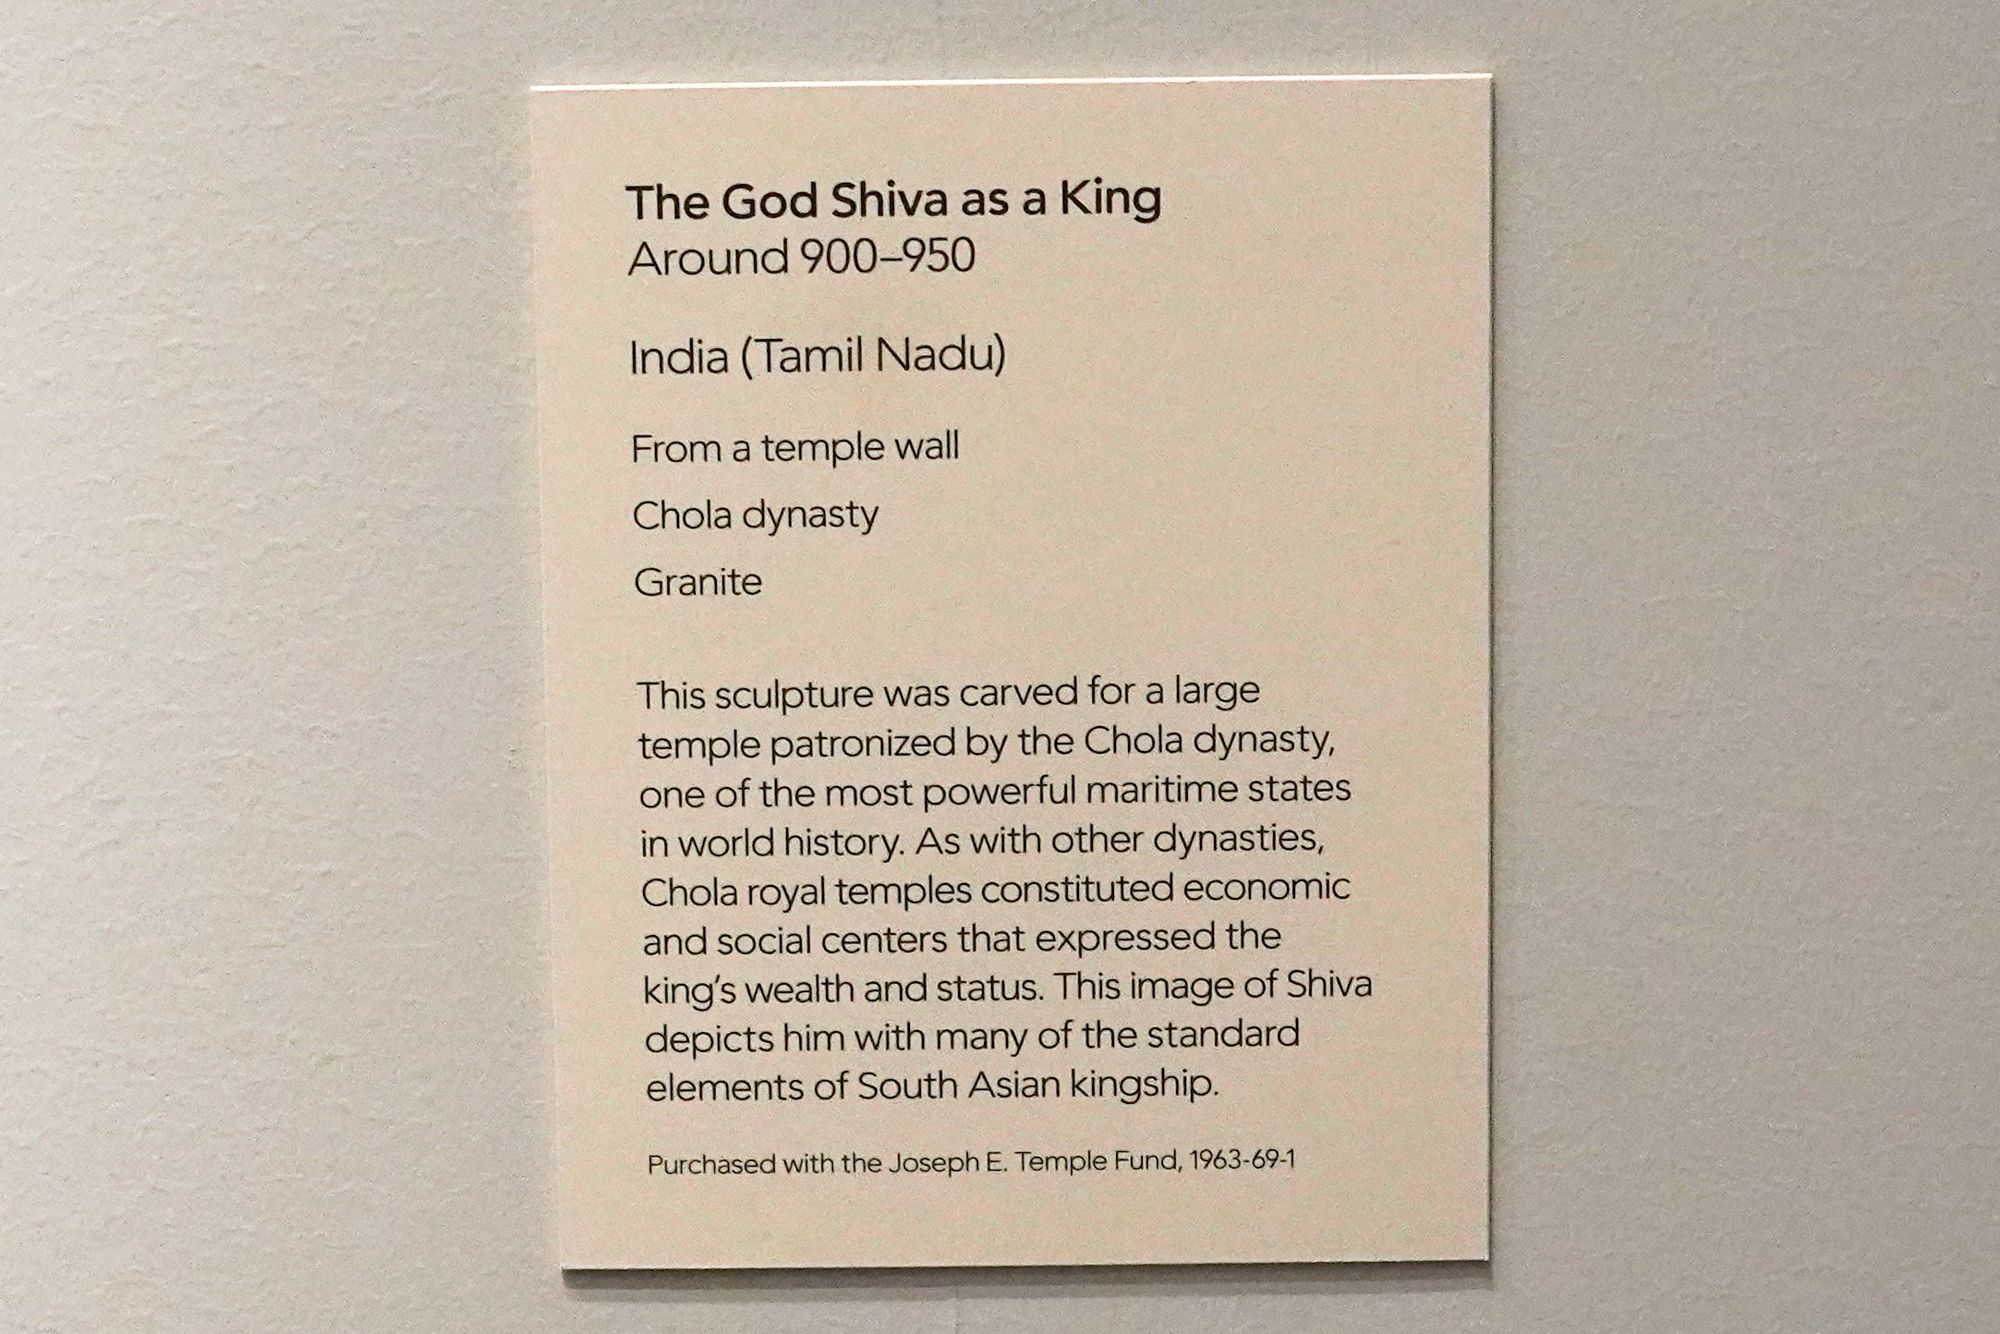 The God Shiva as a King
Around 900–950
India (Tamil Nadu)
From a temple wall
Chola dynasty
Granite
This sculpture was carved for a large
temple patronized by the Chola dynasty,
one of the most powerful maritime states
in world history. As with other dynasties,
Chola royal temples constituted economic
and social centers that expressed the
king’s wealth and status. This image of Shiva
depicts him with many of the standard
elements of South Asian kingship.
Purchased with the Joseph E. Temple Fund, 1963-69-1